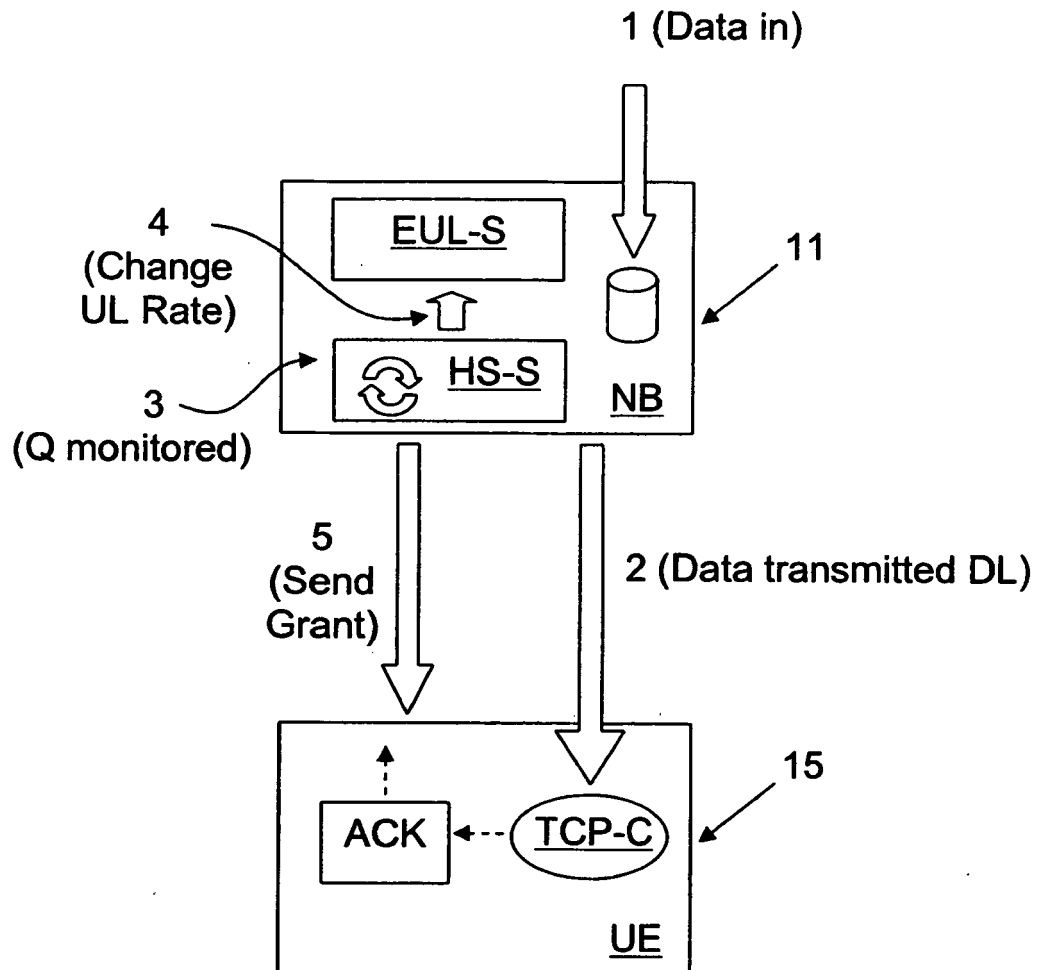 1 (Data in)
4
(Change
UL Rate)
EUL-S
11
3
(Q monitored)
HS-S
NB
5
(Send
Grant)
2 (Data transmitted DL)
15
ACK
TCP-C
UE